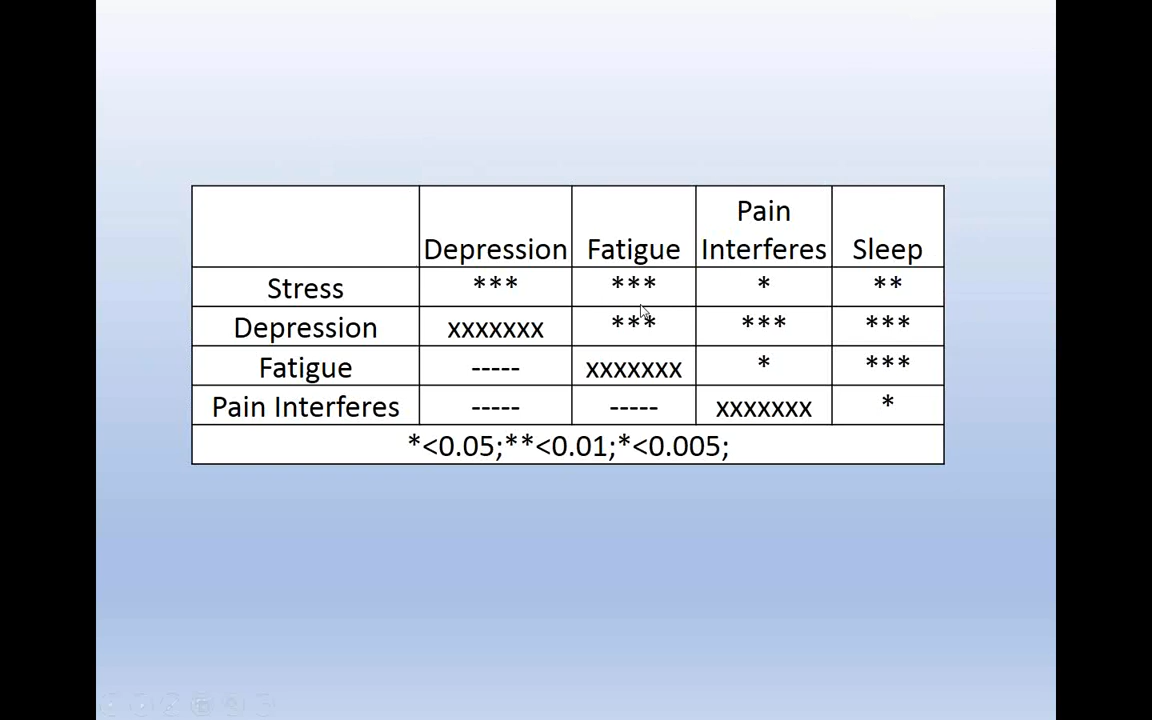 Depression Fatigue Pain Interferes Sleep
Stress *** *** * **
Depression xxxxxxx *** *** ***
Fatigue ----- xxxxxxx * ***
Pain Interferes ----- ----- xxxxxxx *
*<0.05;**<0.01;*<0.005;